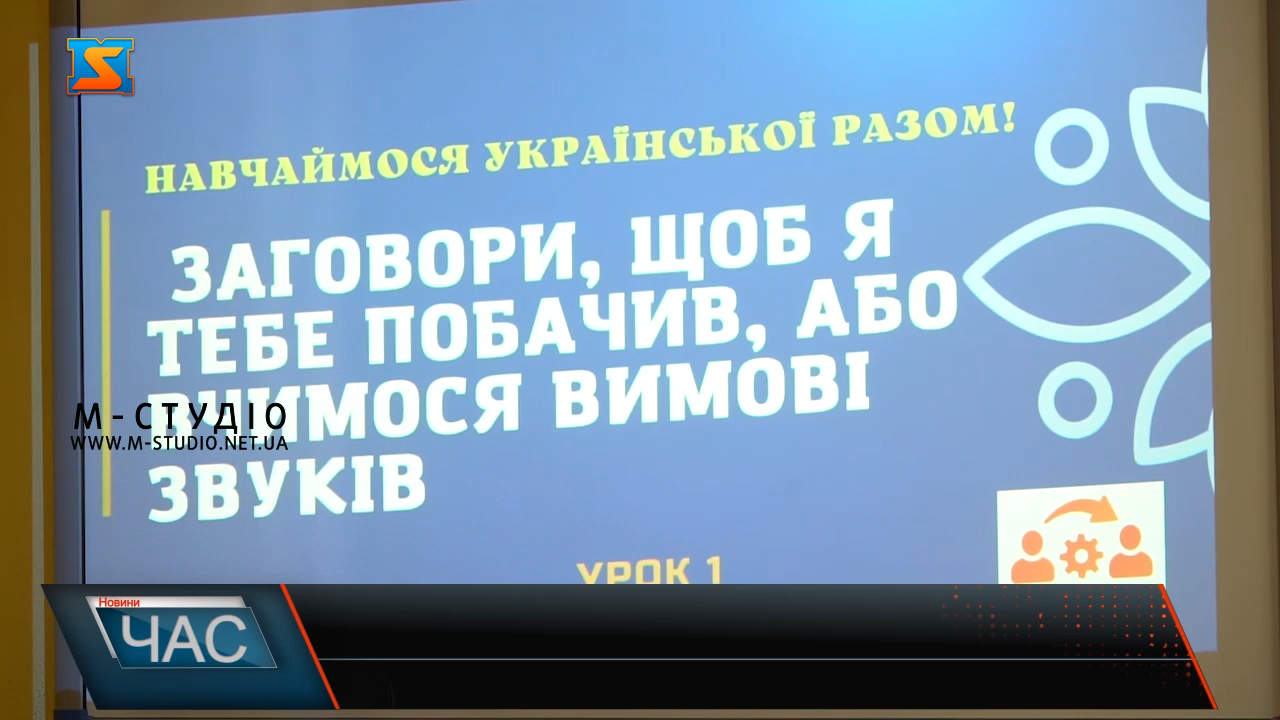 НАВЧАЙМОСЯ УКРАЇНСЬКОЇ РАЗОМ!
ЗАГОВОРИ, ЩОБ Я
ТЕБЕ ПОБАЧИВ, АБО
ВЧИМОСЯ ВИМОВІ
ЗВУКІВ
М-СТУДІО
WWW.M-STUDIO.NET.UA
УРОК 1
Новини
ЧАС